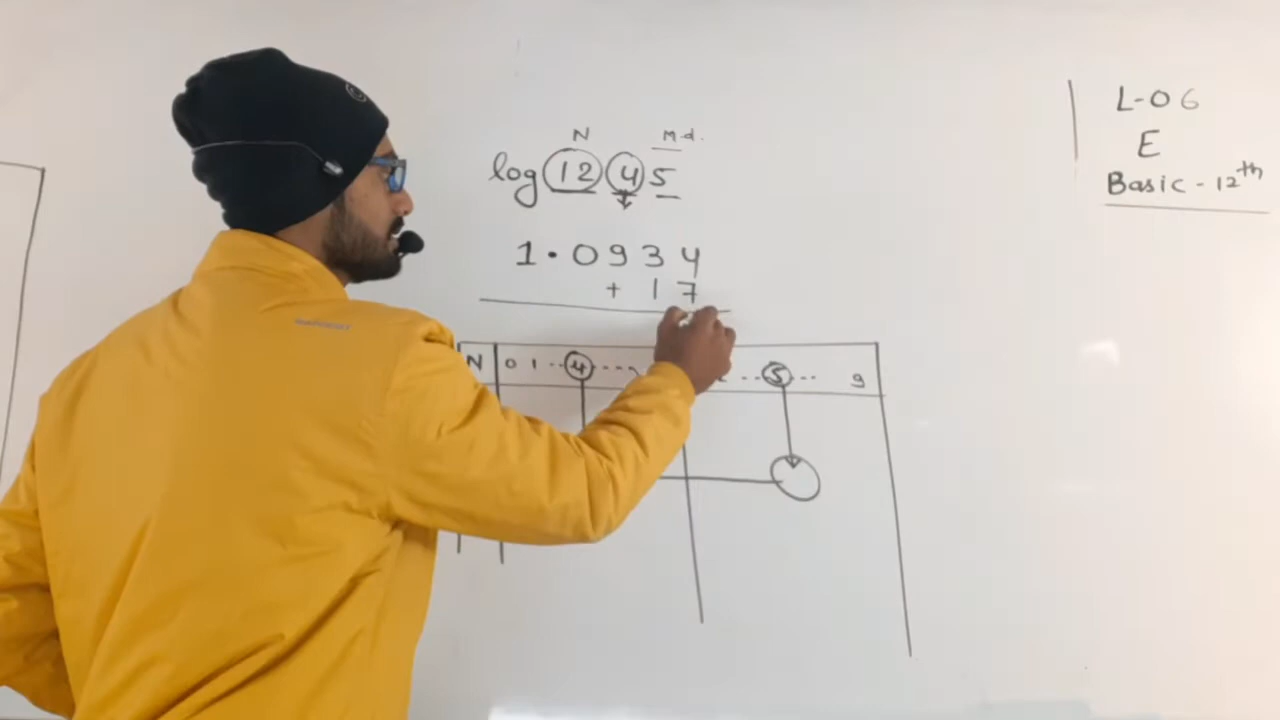 N M.d.
log 12 4 5
1.0934
+ 17
N 0 1 .. 4 ... .. 5 .. 9
L-06
E
Basic - 12th